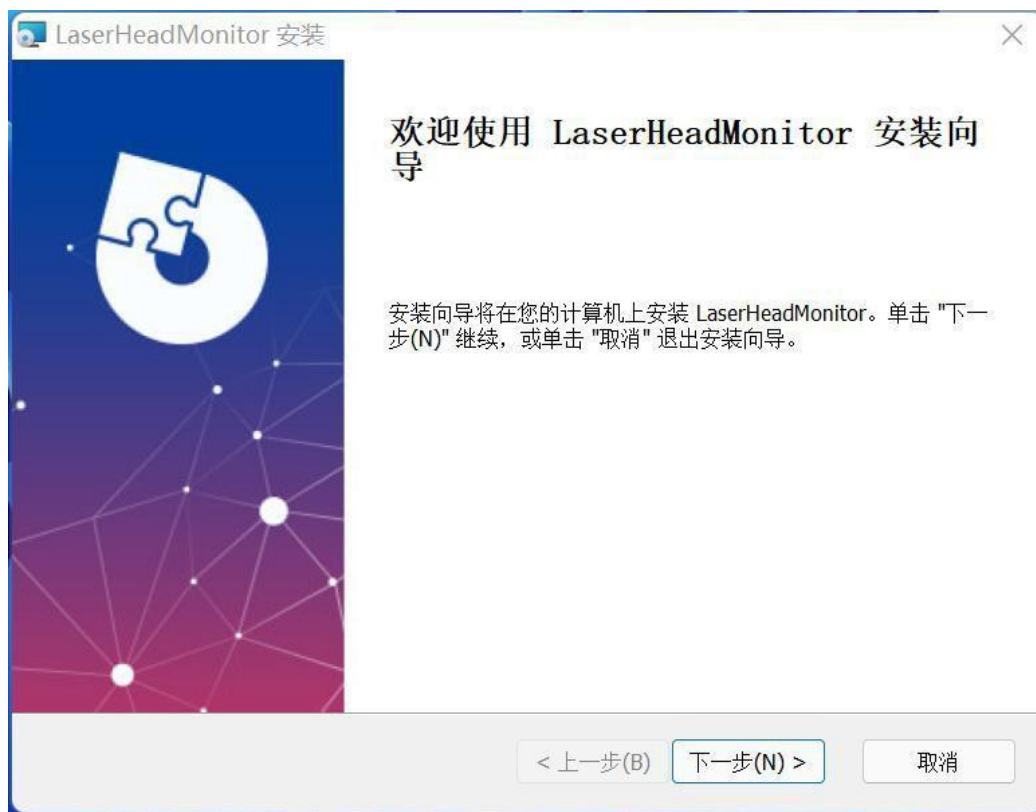 LaserHeadMonitor 安装
欢迎使用 LaserHeadMonitor 安装向
导
安装向导将在您的计算机上安装 LaserHeadMonitor。单击 "下一
步(N)" 继续，或单击 "取消" 退出安装向导。
< 上一步(B) 下一步(N) > 取消